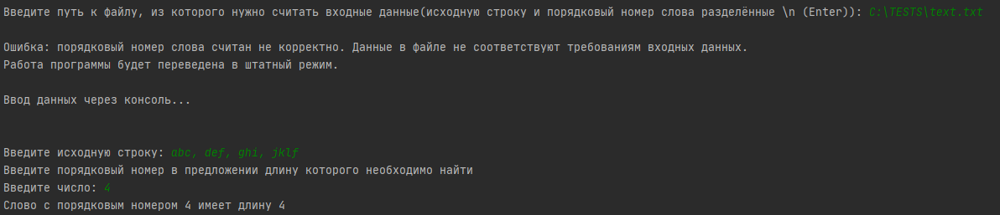 Введите путь к файлу, из которого нужно считать входные данные(исходную строку и порядковый номер слова разделённые \n (Enter)): C:\TESTS\text.txt
Ошибка: порядковый номер слова считан не корректно. Данные в файле не соответствуют требованиям входных данных.
Работа программы будет переведена в штатный режим.
Ввод данных через консоль...
Введите исходную строку: abc, def, ghi, jklf
Введите порядковый номер в предложении длину которого необходимо найти
Введите число: 4
Слово с порядковым номером 4 имеет длину 4